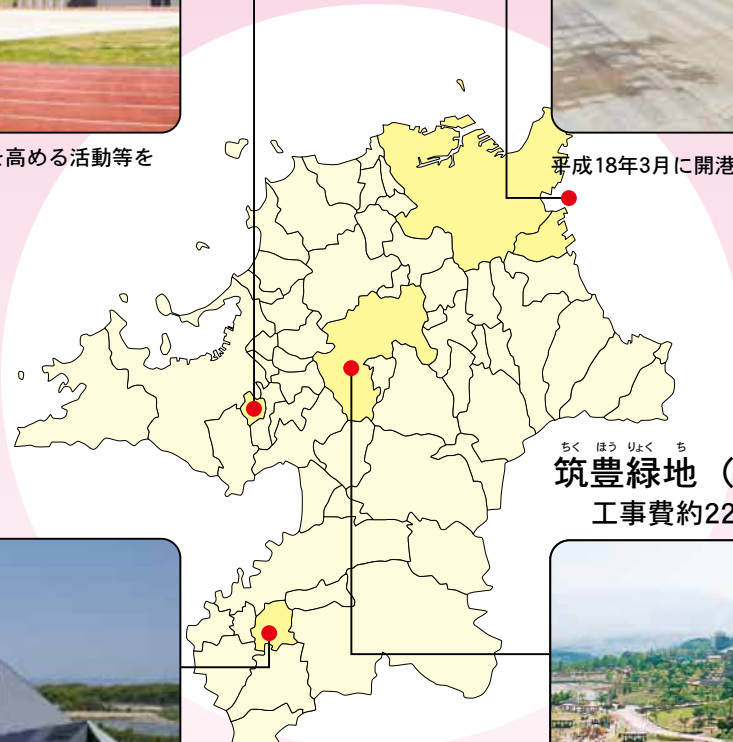 を高める活動等を
平成18年3月に開港
ちく ほう りょく ち
筑豊緑地（
工事費約22